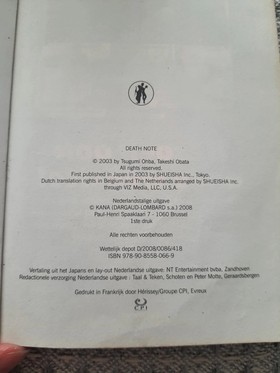 DEATH NOTE
© 2003 by Tsugumi Ohba, Takeshi Obata
All rights reserved.
First published in Japan in 2003 by SHUEISHA Inc., Tokyo.
Dutch translation rights in Belgium and The Netherlands arranged by SHUEISHA Inc.
through VIZ Media, LLC, U.S.A.
Nederlandstalige uitgave
© KANA (DARGAUD-LOMBARD s.a.) 2008
Paul-Henri Spaaklaan 7 - 1060 Brussel
1ste druk
Alle rechten voorbehouden
Wettelijk depot D/2008/0086/418
ISBN 978-90-8558-066-9
Vertaling uit het Japans en lay-out Nederlandse uitgave: NT Entertainment bvba, Zandhoven
Redactionele verzorging Nederlandse uitgave : Taal & Teken, Schoten en Peter Motte, Geraardsbergen
Gedrukt in Frankrijk door Hérissey/Groupe CPI, Evreux
CPI